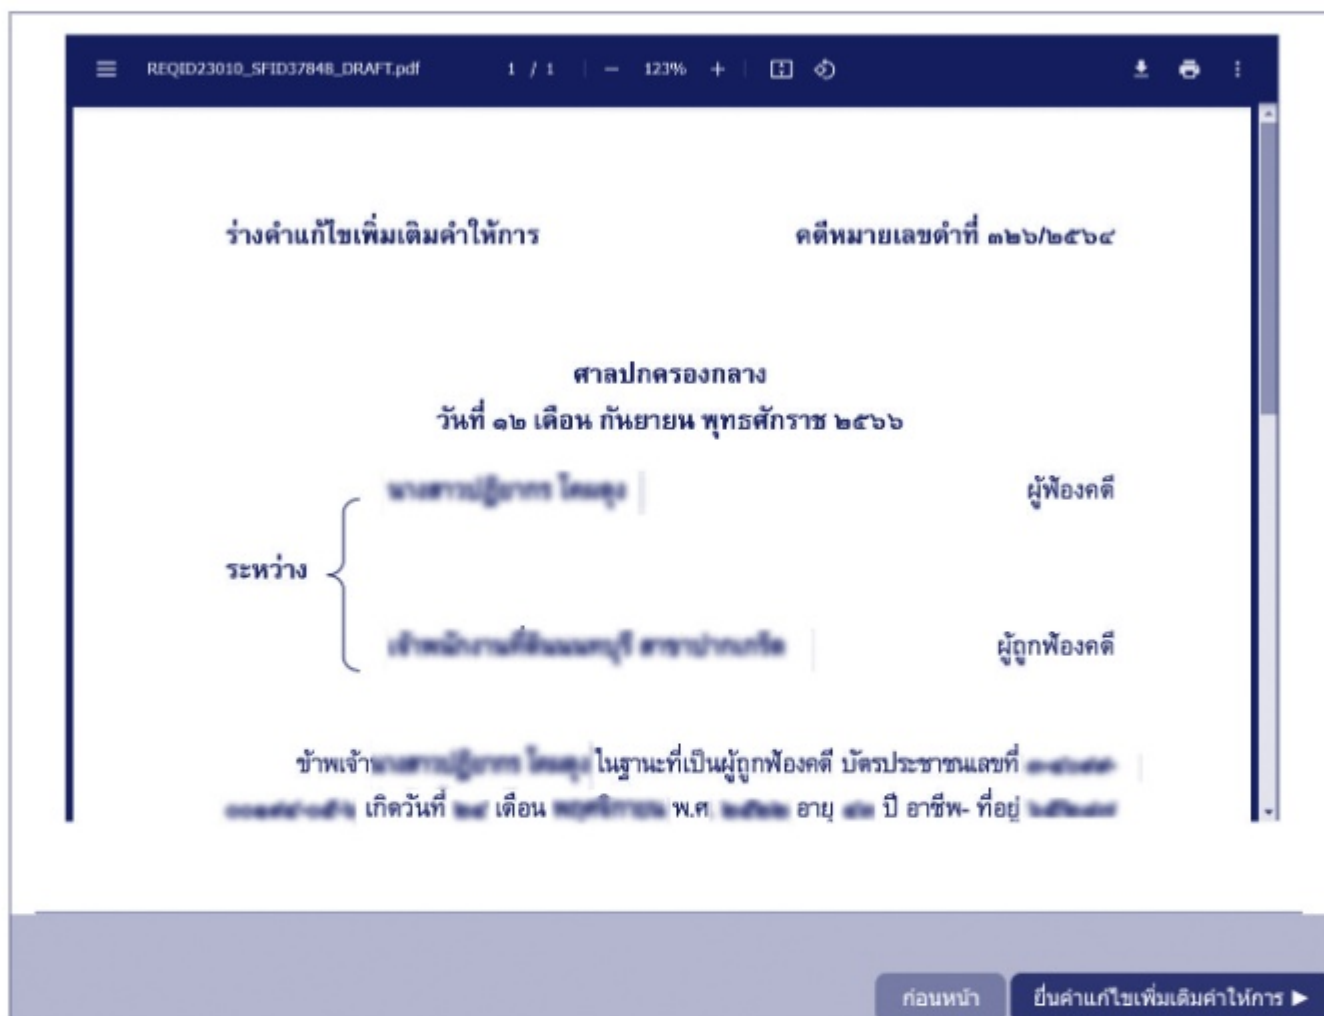 REQID23010_SFID37848_DRAFT.pdf 1 / 1 123%
ร่างคำแก้ไขเพิ่มเติมคำให้การ คดีหมายเลขดำที่ ๓๒๖/๒๕๖๔
ศาลปกครองกลาง
วันที่ ๑๒ เดือน กันยายน พุทธศักราช ๒๕๖๖
ผู้ฟ้องคดี
ระหว่าง
ผู้ถูกฟ้องคดี
ข้าพเจ้า ในฐานะที่เป็นผู้ถูกฟ้องคดี บัตรประชาชนเลขที่
เกิดวันที่ เดือน พ.ศ. อายุ ปี อาชีพ- ที่อยู่
ก่อนหน้า ยื่นคำแก้ไขเพิ่มเติมคำให้การ